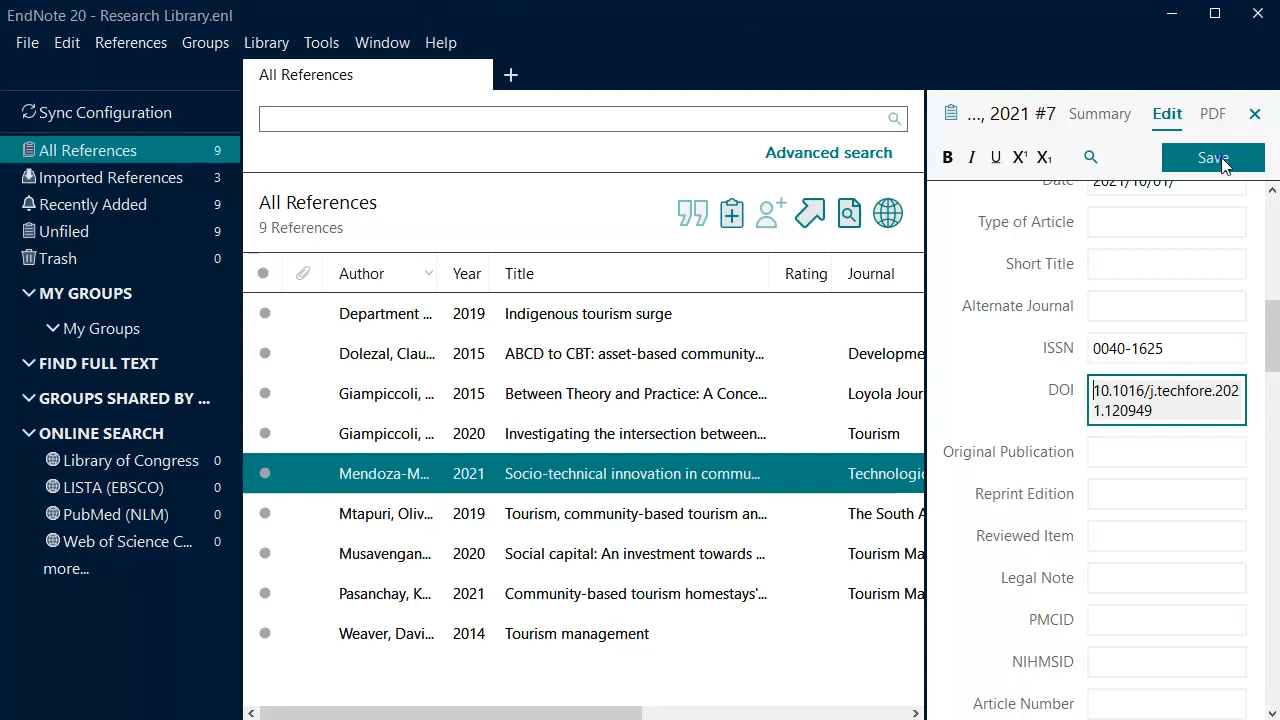 EndNote 20 - Research Library.enl
File Edit References Groups Library Tools Window Help
All References
Sync Configuration
All References 9
Imported References 3
Recently Added 9
Unfiled 9
Trash 0
MY GROUPS
My Groups
FIND FULL TEXT
GROUPS SHARED BY ...
ONLINE SEARCH
Library of Congress 0
LISTA (EBSCO) 0
PubMed (NLM) 0
Web of Science C... 0
more...
Advanced search
All References
9 References
Author Year Title Rating Journal
Department ... 2019 Indigenous tourism surge
Dolezal, Clau... 2015 ABCD to CBT: asset-based community... Developme
Giampiccoli, ... 2015 Between Theory and Practice: A Conce... Loyola Jour
Giampiccoli, ... 2020 Investigating the intersection between... Tourism
Mendoza-M... 2021 Socio-technical innovation in commu... Technologic
Mtapuri, Oliv... 2019 Tourism, community-based tourism an... The South A
Musavengan... 2020 Social capital: An investment towards ... Tourism Ma
Pasanchay, K... 2021 Community-based tourism homestays'... Tourism Ma
Weaver, Davi... 2014 Tourism management
..., 2021 #7 Summary Edit PDF
B I U X¹ X₁ Save
Date 2021/10/01/
Type of Article
Short Title
Alternate Journal
ISSN 0040-1625
DOI 10.1016/j.techfore.202
1.120949
Original Publication
Reprint Edition
Reviewed Item
Legal Note
PMCID
NIHMSID
Article Number